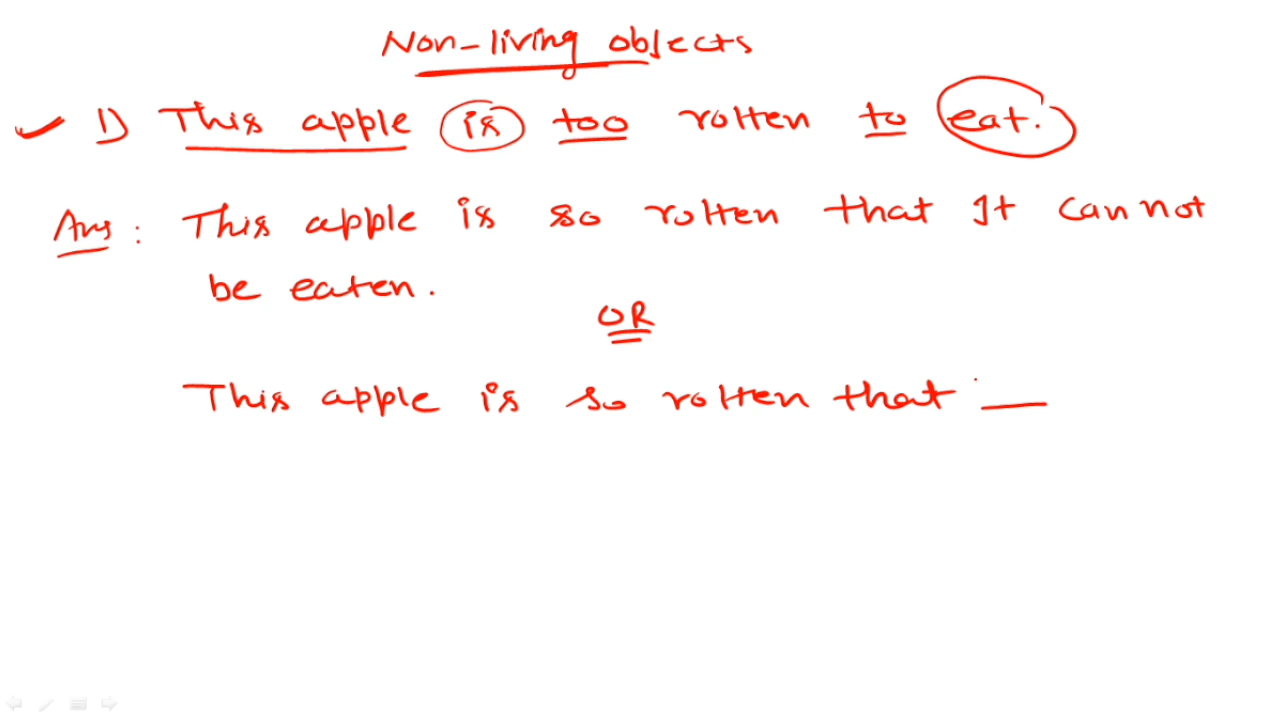 Non-living objects
1) This apple is too rotten to eat.
Ans : This apple is so rotten that It cannot
be eaten.
OR
This apple is so rotten that __